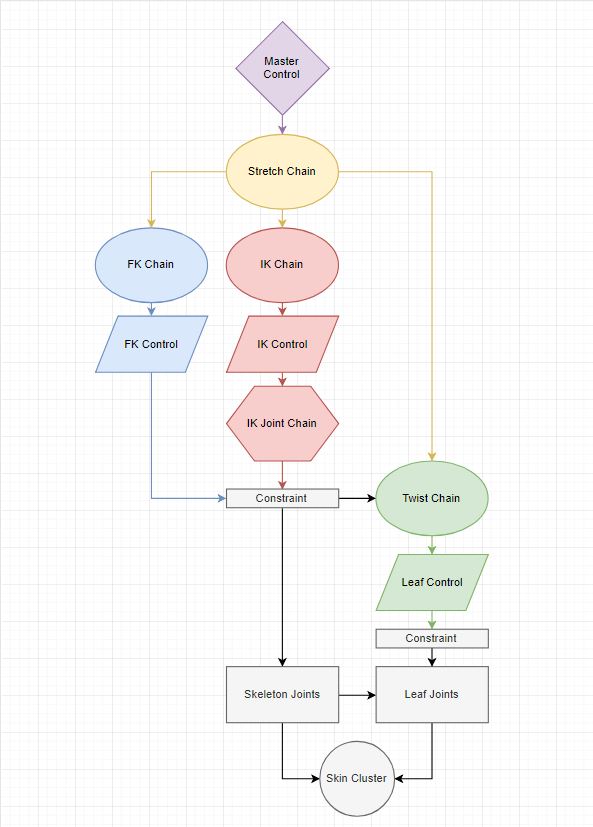 Master
Control
Stretch Chain
FK Chain
IK Chain
FK Control
IK Control
IK Joint Chain
Constraint
Twist Chain
Leaf Control
Constraint
Skeleton Joints
Leaf Joints
Skin Cluster